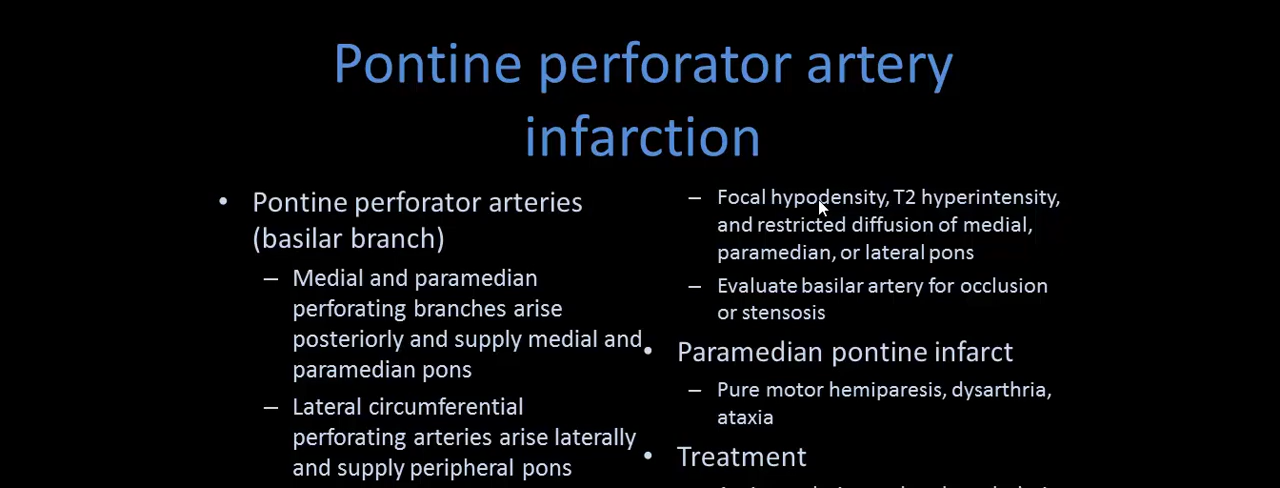 Pontine perforator artery
infarction
• Pontine perforator arteries
(basilar branch)
– Medial and paramedian
perforating branches arise
posteriorly and supply medial and
paramedian pons
– Lateral circumferential
perforating arteries arise laterally
and supply peripheral pons
– Focal hypodensity, T2 hyperintensity,
and restricted diffusion of medial,
paramedian, or lateral pons
– Evaluate basilar artery for occlusion
or stensosis
• Paramedian pontine infarct
– Pure motor hemiparesis, dysarthria,
ataxia
• Treatment